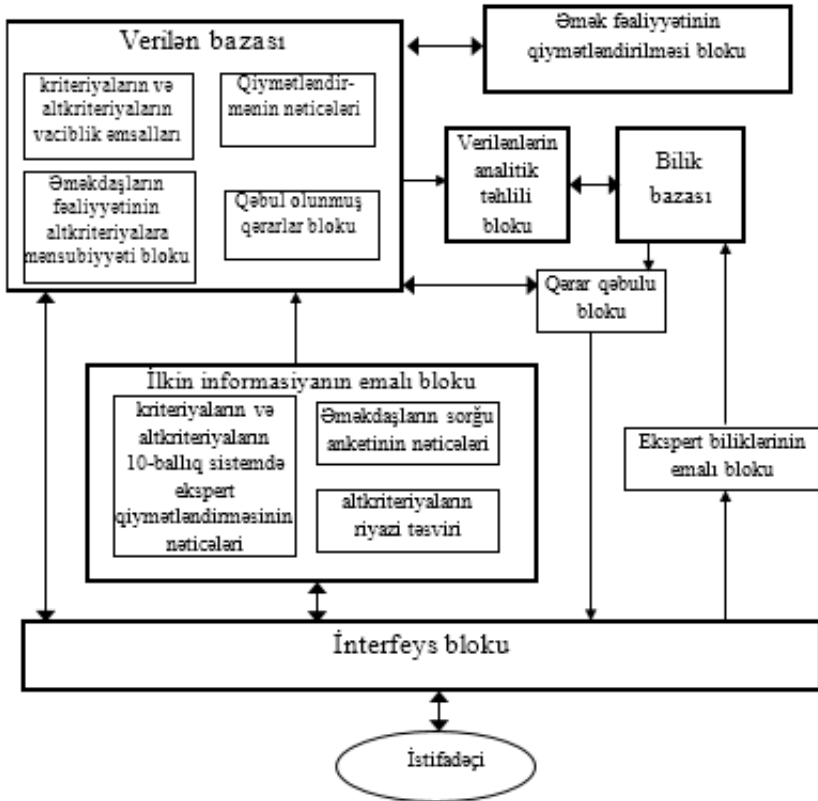 Verilən bazası
kriteriyaların və
altkriteriyaların
vaciblik əmsalları
Qiymətləndir-
mənin nəticələri
Əməkdaşların
fəaliyyətinin
altkriteriyalara
mənsubiyyəti bloku
Qəbul olunmuş
qərarlar bloku
Əmək fəaliyyətinin
qiymətləndirilməsi bloku
Verilənlərin
analitik
təhlili
bloku
Bilik
bazası
Qərar qəbulu
bloku
İlkin informasiyanın emalı bloku
kriteriyaların və
altkriteriyaların
10-ballıq sistemdə
ekspert
qiymətləndirməsinin
nəticələri
Əməkdaşların sorğu
anketinin nəticələri
altkriteriyaların
riyazi təsviri
Ekspert biliklərinin
emalı bloku
İnterfeys bloku
İstifadəçi